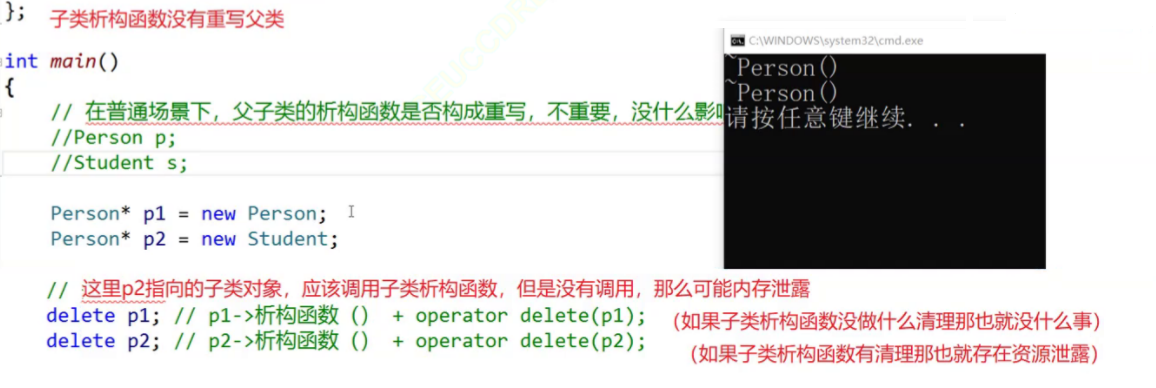 }; 子类析构函数没有重写父类
int main()
{
// 在普通场景下，父子类的析构函数是否构成重写，不重要，没什么影
//Person p;
//Student s;
Person* p1 = new Person;
Person* p2 = new Student;
// 这里p2指向的子类对象，应该调用子类析构函数，但是没有调用，那么可能内存泄露
delete p1; // p1->析构函数 () + operator delete(p1); （如果子类析构函数没做什么清理那也就没什么事）
delete p2; // p2->析构函数 () + operator delete(p2); （如果子类析构函数有清理那也就存在资源泄露）
C:\WINDOWS\system32\cmd.exe
~Person()
~Person()
请按任意键继续. . .